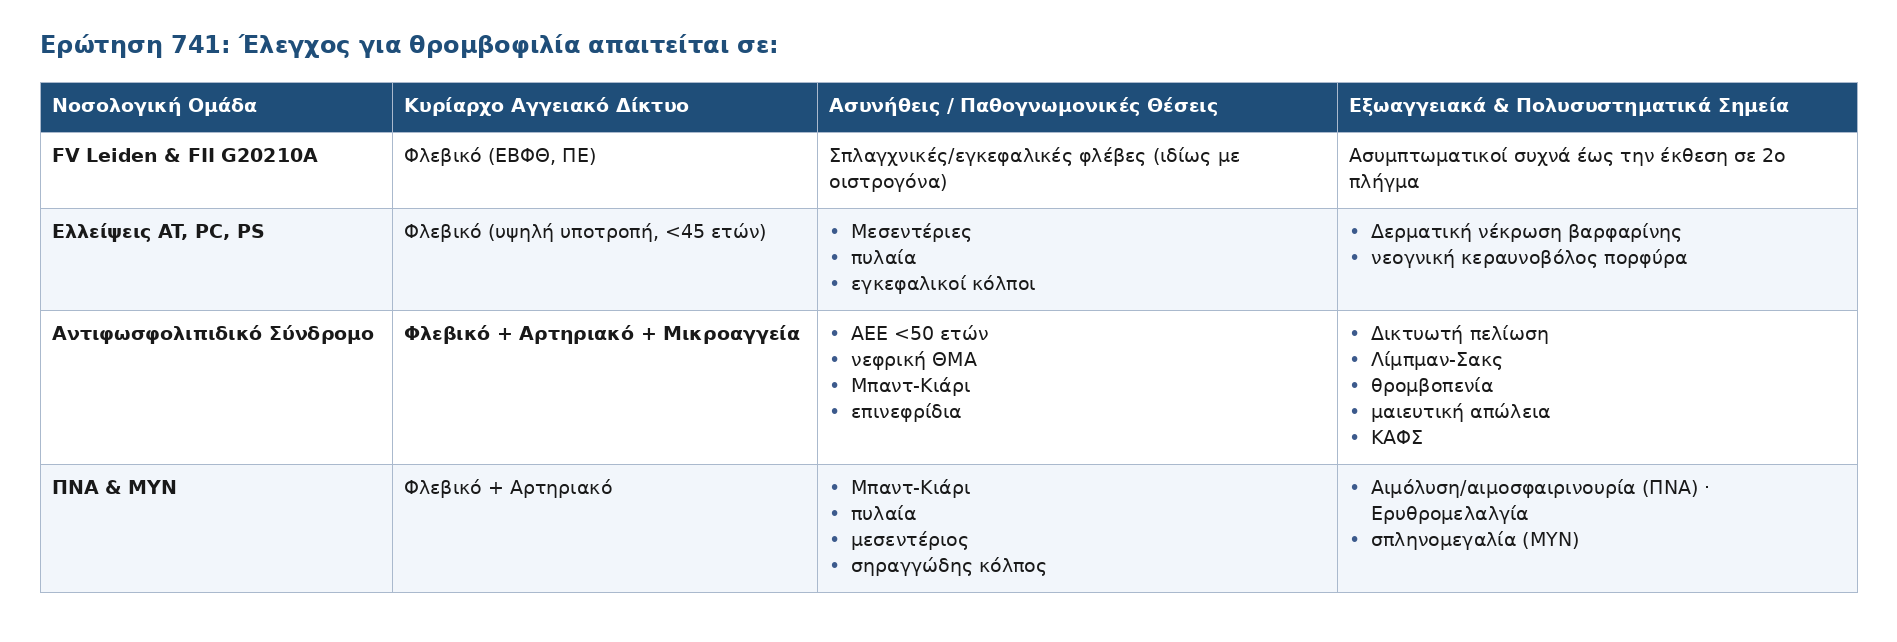 Ερώτηση 741: Έλεγχος για θρομβοφιλία απαιτείται σε:
Νοσολογική Ομάδα
Κυρίαρχο Αγγειακό Δίκτυο
Ασυνήθεις / Παθογνωμονικές Θέσεις
Εξωαγγειακά & Πολυσυστηματικά Σημεία
FV Leiden & FII G20210A
Φλεβικό (ΕΒΦΘ, ΠΕ)
Σπλαγχνικές/εγκεφαλικές φλέβες (ιδίως με
οιστρογόνα)
Ασυμπτωματικοί συχνά έως την έκθεση σε 2ο
πλήγμα
Ελλείψεις AT, PC, PS
Φλεβικό (υψηλή υποτροπή, <45 ετών)
• Μεσεντέριες
• πυλαία
• εγκεφαλικοί κόλποι
• Δερματική νέκρωση βαρφαρίνης
• νεογνική κεραυνοβόλος πορφύρα
Αντιφωσφολιπιδικό Σύνδρομο
Φλεβικό + Αρτηριακό + Μικροαγγεία
• ΑΕΕ <50 ετών
• νεφρική ΘΜΑ
• Μπαντ-Κιάρι
• επινεφρίδια
• Δικτυωτή πελίωση
• Λίμπμαν-Σακς
• θρομβοπενία
• μαιευτική απώλεια
• ΚΑΦΣ
ΠΝΑ & ΜΥΝ
Φλεβικό + Αρτηριακό
• Μπαντ-Κιάρι
• πυλαία
• μεσεντέριος
• σηραγγώδης κόλπος
• Αιμόλυση/αιμοσφαιρινουρία (ΠΝΑ) ·
Ερυθρομελαλγία
• σπληνομεγαλία (ΜΥΝ)